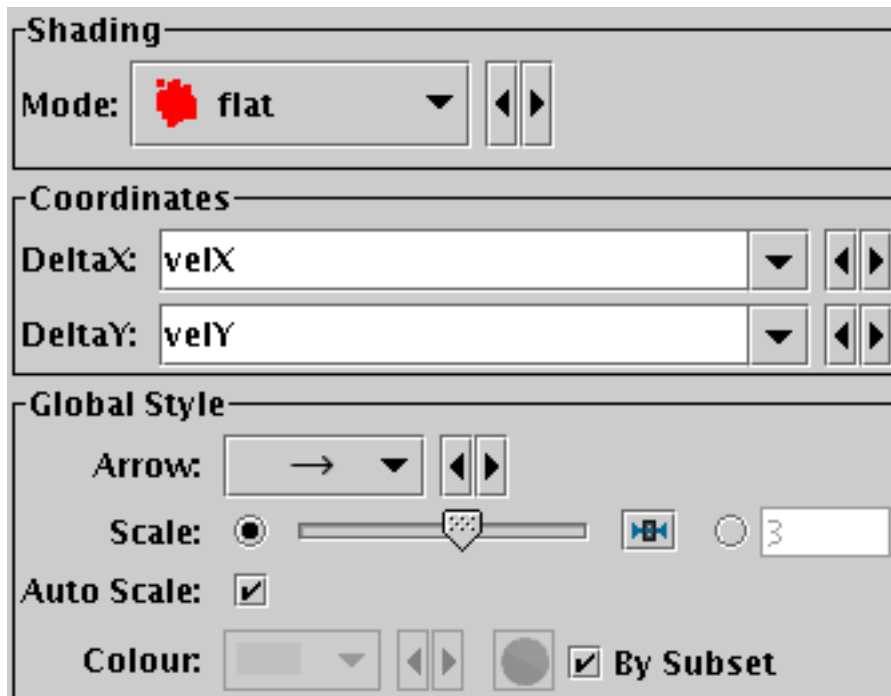 Shading
Mode: flat
Coordinates
DeltaX: velX
DeltaY: velY
Global Style
Arrow: →
Scale: 3
Auto Scale:
Colour: By Subset